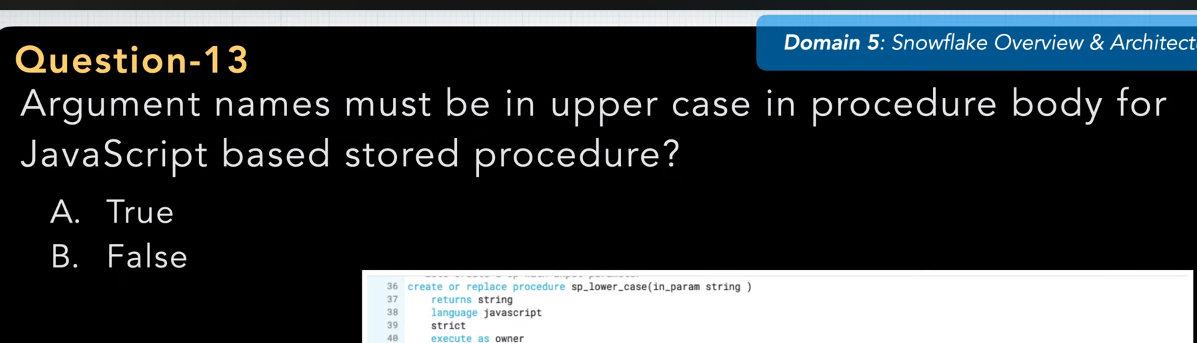 Domain 5: Snowflake Overview & Architect
Question-13
Argument names must be in upper case in procedure body for
JavaScript based stored procedure?
A. True
B. False
36 create or replace procedure sp_lower_case(in_param string )
37 returns string
38 language javascript
39 strict
40 execute as owner